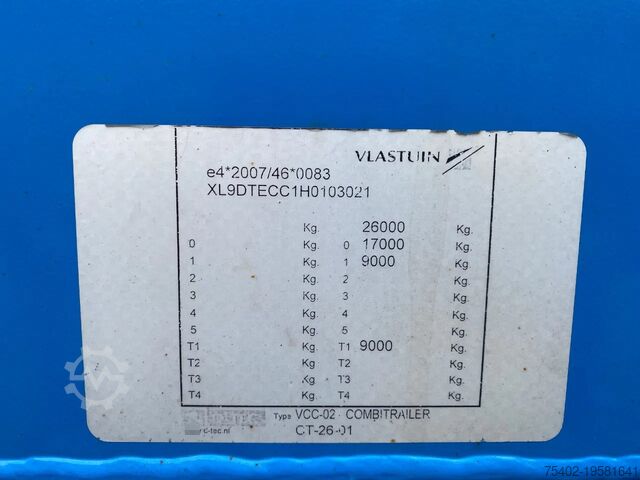 VLASTUIN
e4*2007/46*0083
XL9DTECC1H0103021
Kg. 26000 Kg.
0 Kg. 0 17000 Kg.
1 Kg. 1 9000 Kg.
2 Kg. 2 Kg.
3 Kg. 3 Kg.
4 Kg. 4 Kg.
5 Kg. 5 Kg.
T1 Kg. T1 9000 Kg.
T2 Kg. T2 Kg.
T3 Kg. T3 Kg.
T4 Kg. T4 Kg.
Type VCC-02 COMBITRAILER
CT-26-01
75402-19581641